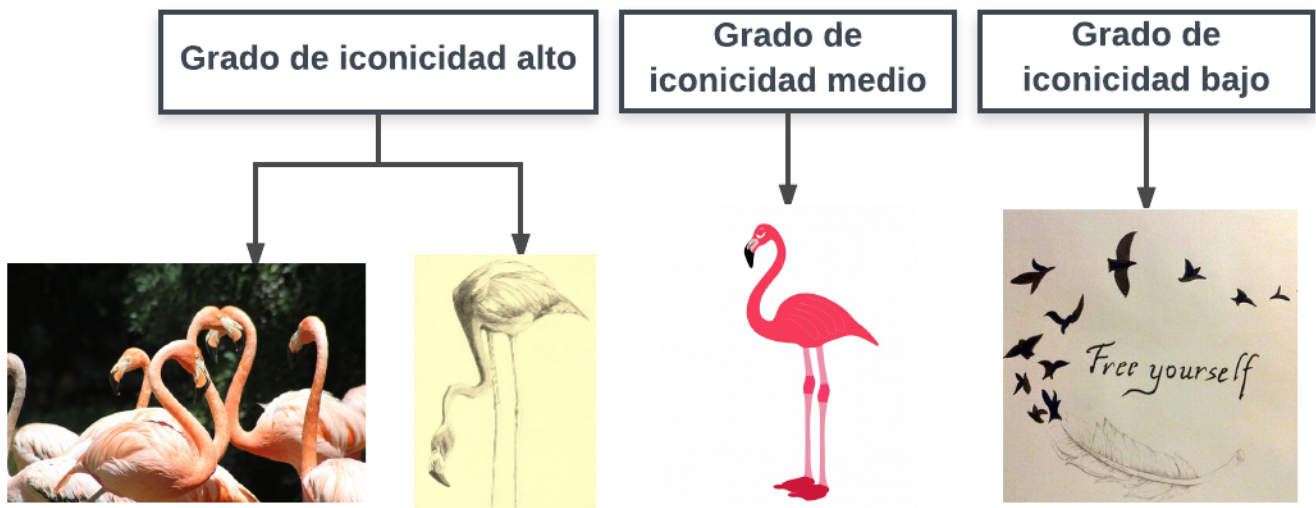 Grado de iconicidad alto
Grado de
iconicidad medio
Grado de
iconicidad bajo
Free yourself